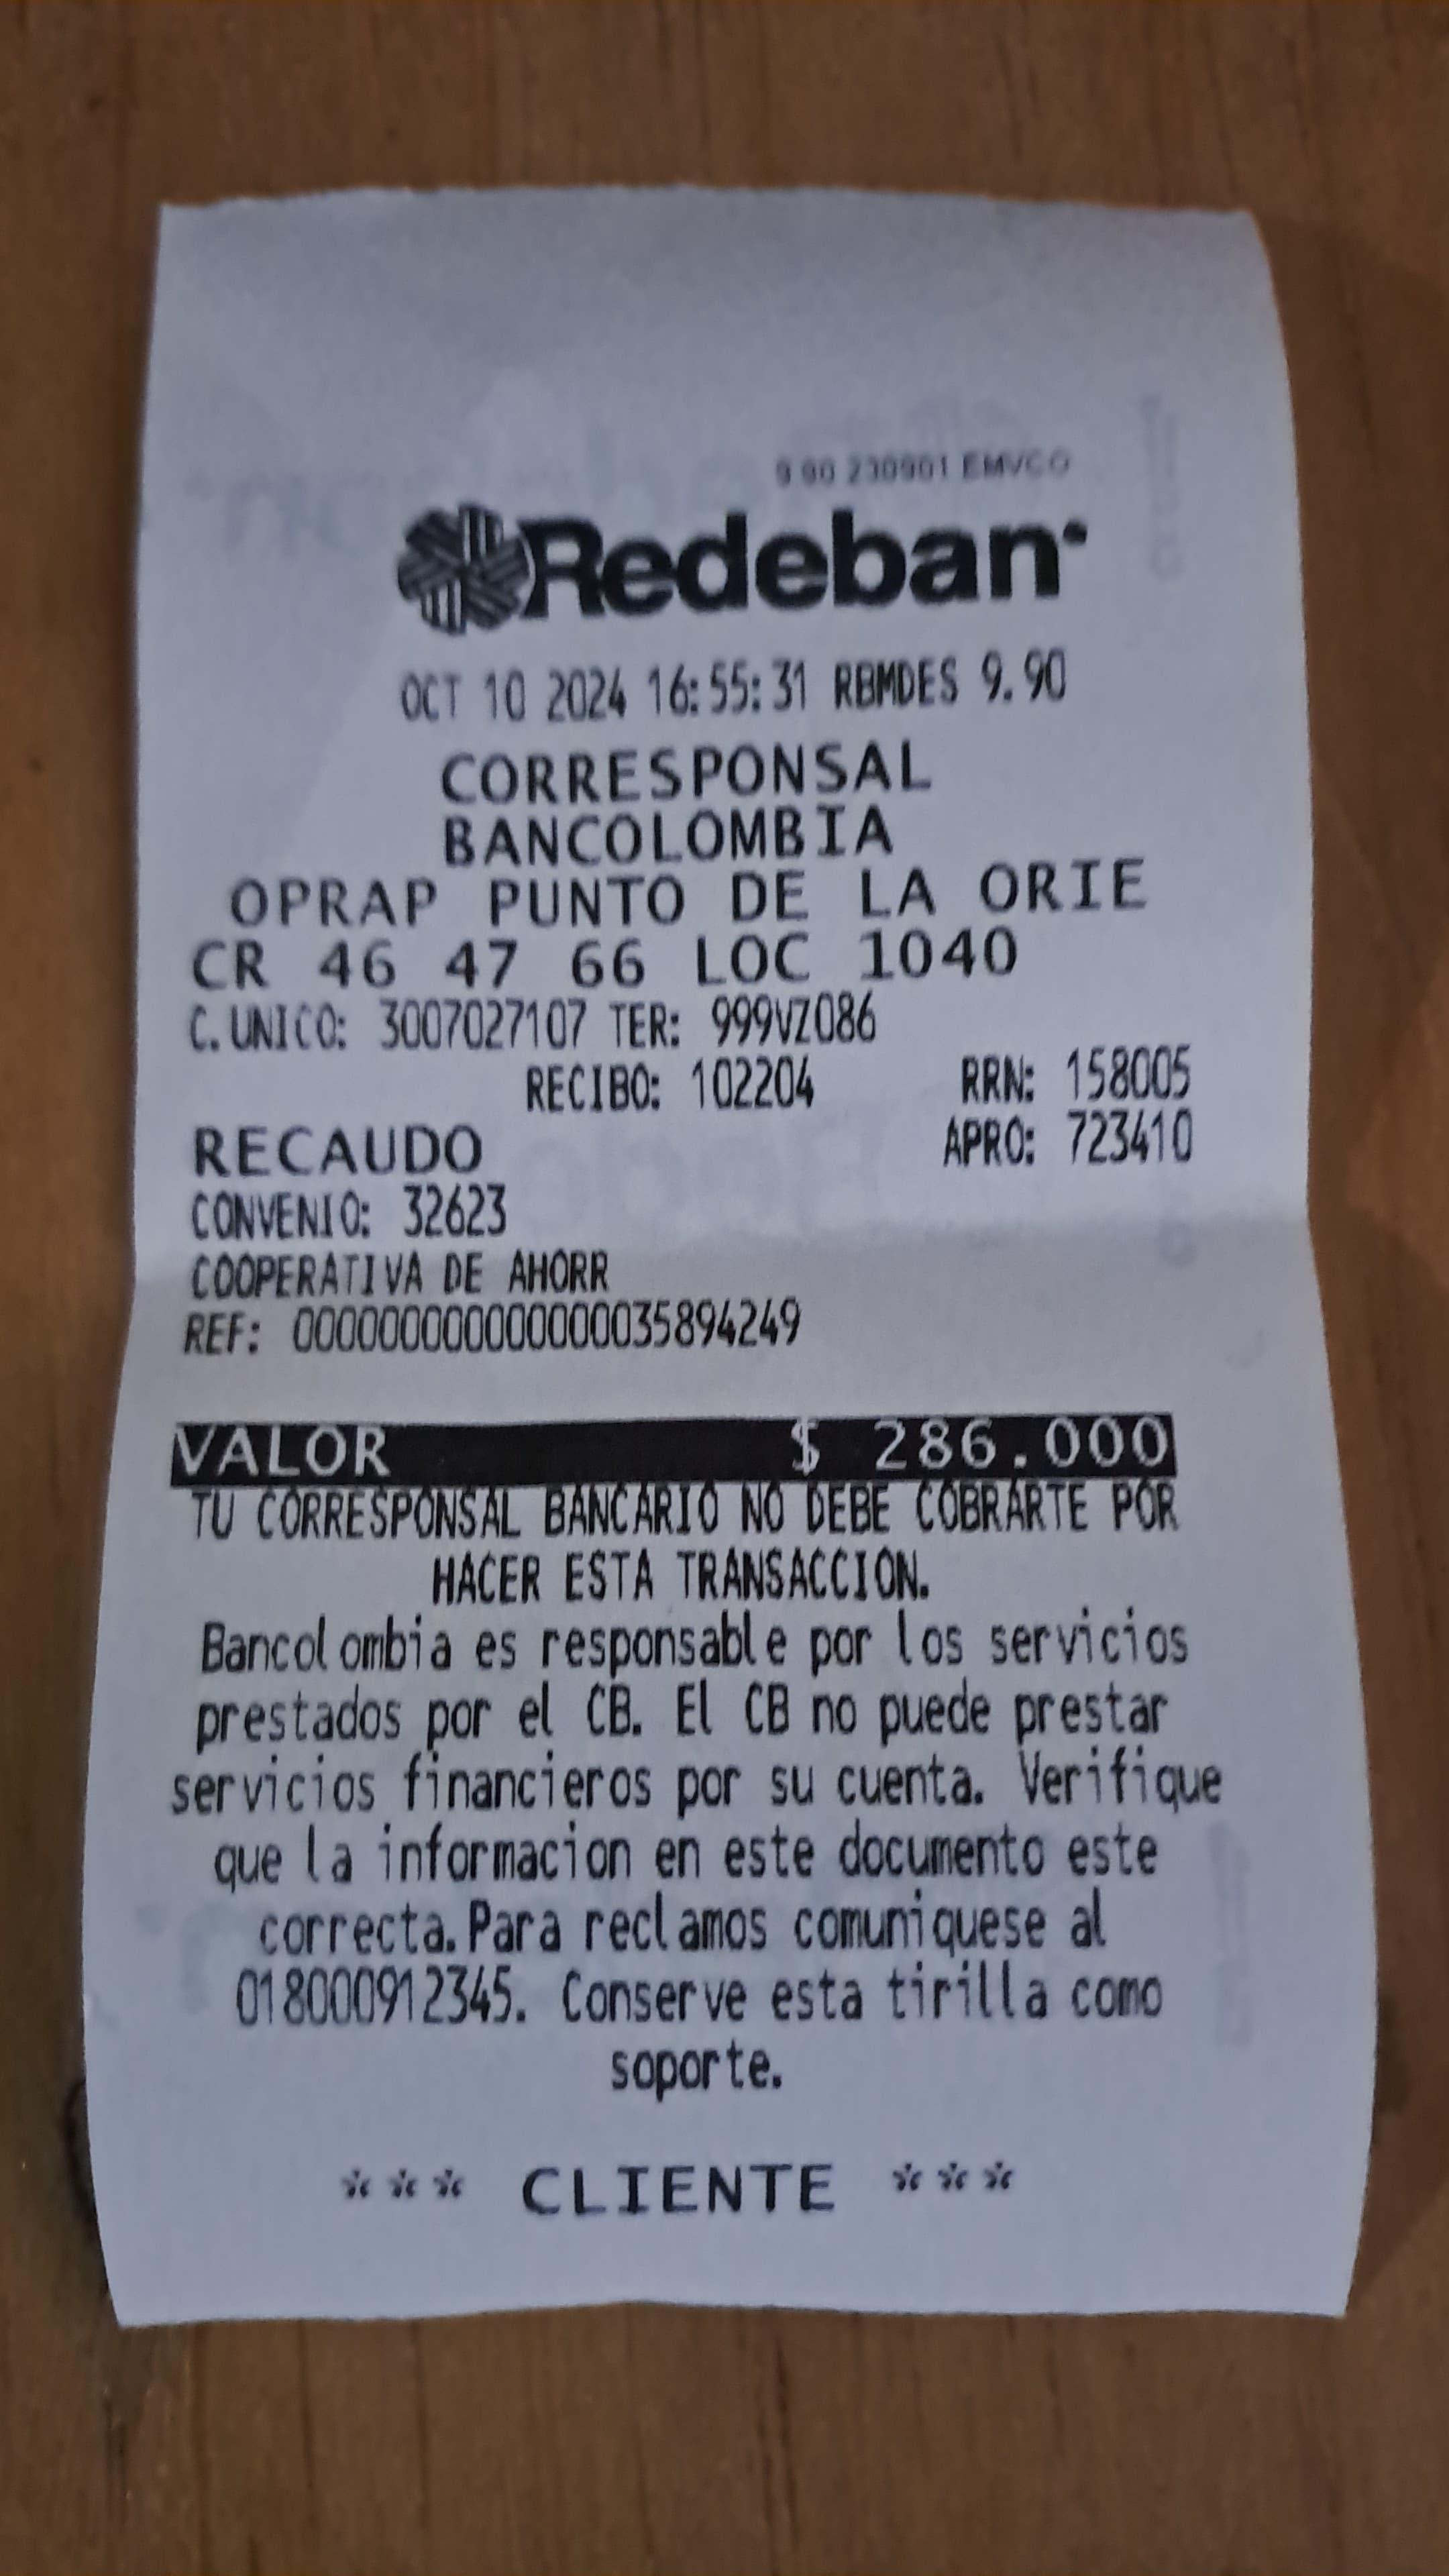 9.90 230901 EMVCO
Redeban
OCT 10 2024 16:55:31 RBMDES 9.90
CORRESPONSAL
BANCOLOMBIA
OPRAP PUNTO DE LA ORIE
CR 46 47 66 LOC 1040
C.UNICO: 3007027107 TER: 999VZ086
RECIBO: 102204 RRN: 158005
RECAUDO APRO: 723410
CONVENIO: 32623
COOPERATIVA DE AHORR
REF: 000000000000000035894249
VALOR $ 286.000
TU CORRESPONSAL BANCARIO NO DEBE COBRARTE POR
HACER ESTA TRANSACCION.
Bancolombia es responsable por los servicios
prestados por el CB. El CB no puede prestar
servicios financieros por su cuenta. Verifique
que la informacion en este documento este
correcta.Para reclamos comuniquese al
018000912345. Conserve esta tirilla como
soporte.
*** CLIENTE ***